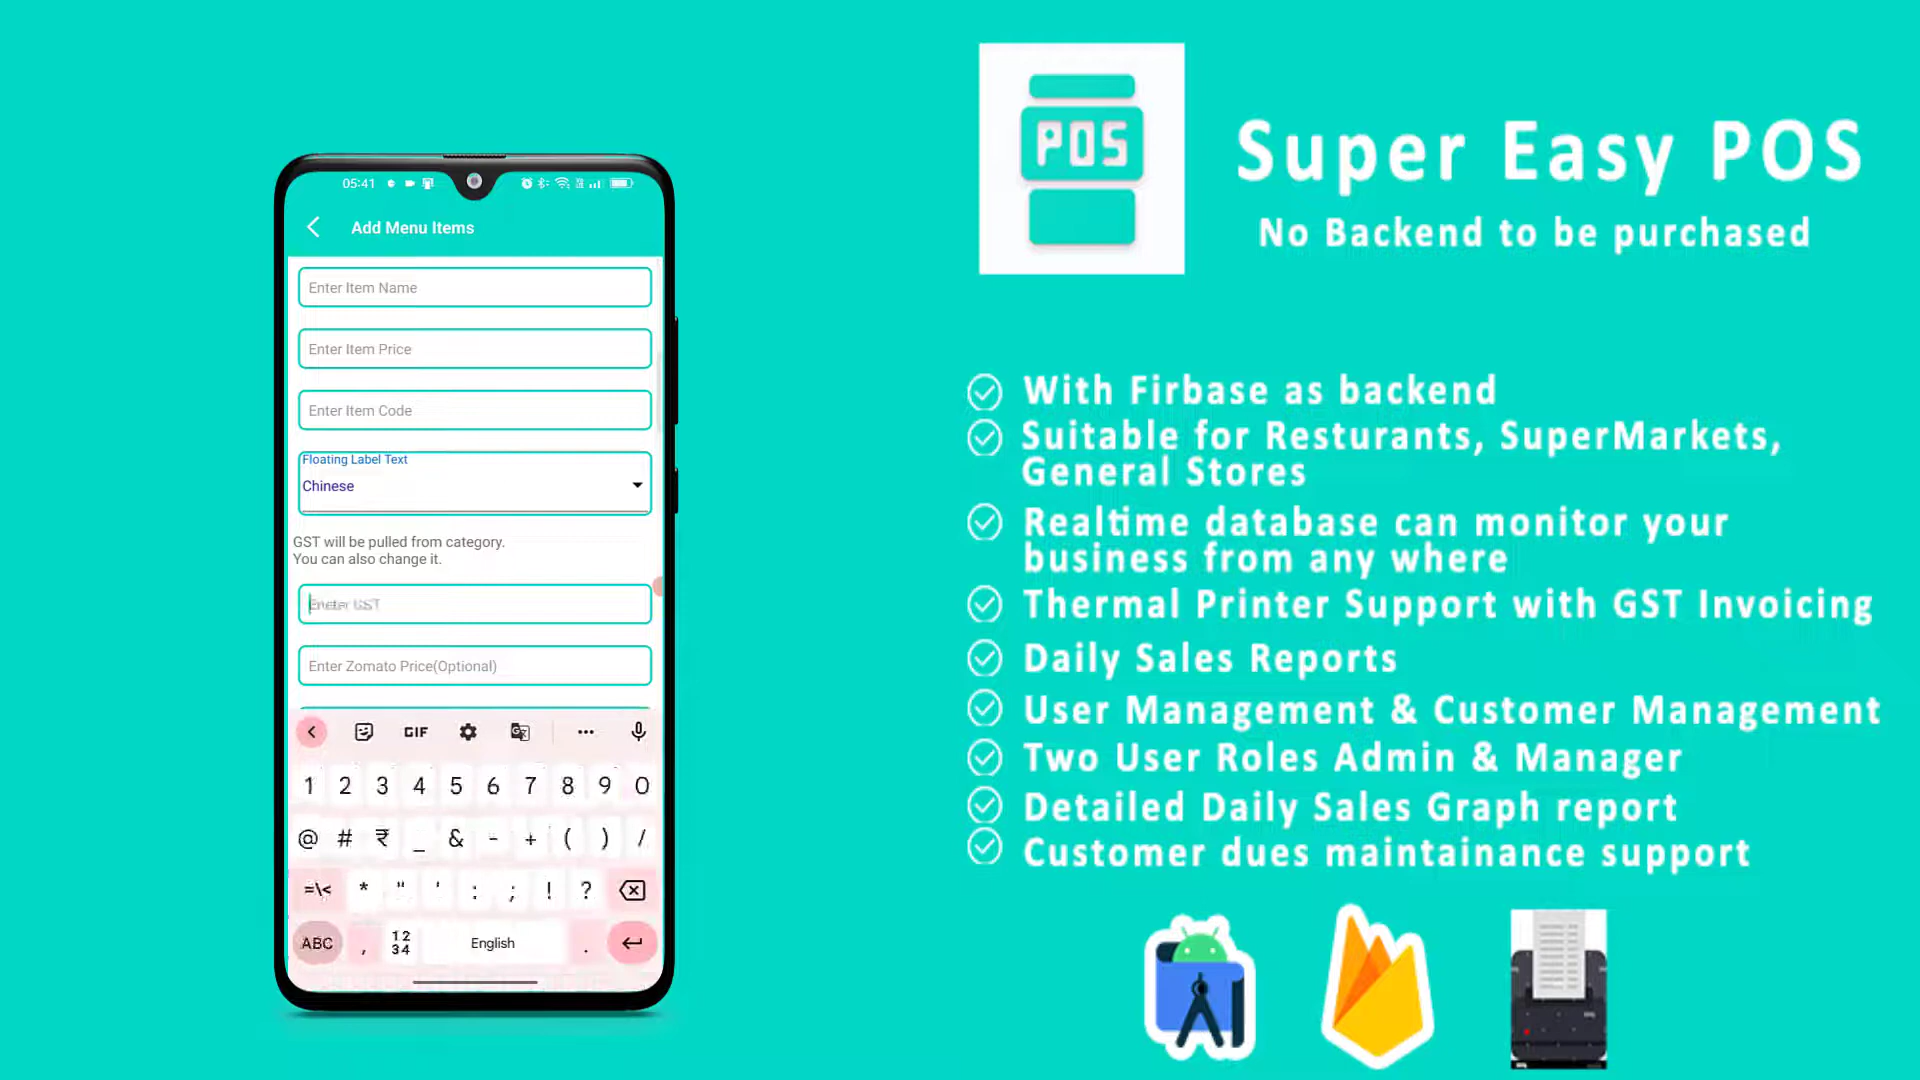 05:41
Add Menu Items
Enter Item Name
Enter Item Price
Enter Item Code
Floating Label Text
Chinese
GST will be pulled from category.
You can also change it.
GST
Enter Zomato Price(Optional)
GIF
1 2 3 4 5 6 7 8 9 0
@ # ₹ _ & - + ( ) /
=\< * " ' : ; ! ?
ABC , 12 34 English .
POS
Super Easy POS
No Backend to be purchased
With Firbase as backend
Suitable for Resturants, SuperMarkets,
General Stores
Realtime database can monitor your
business from any where
Thermal Printer Support with GST Invoicing
Daily Sales Reports
User Management & Customer Management
Two User Roles Admin & Manager
Detailed Daily Sales Graph report
Customer dues maintainance support